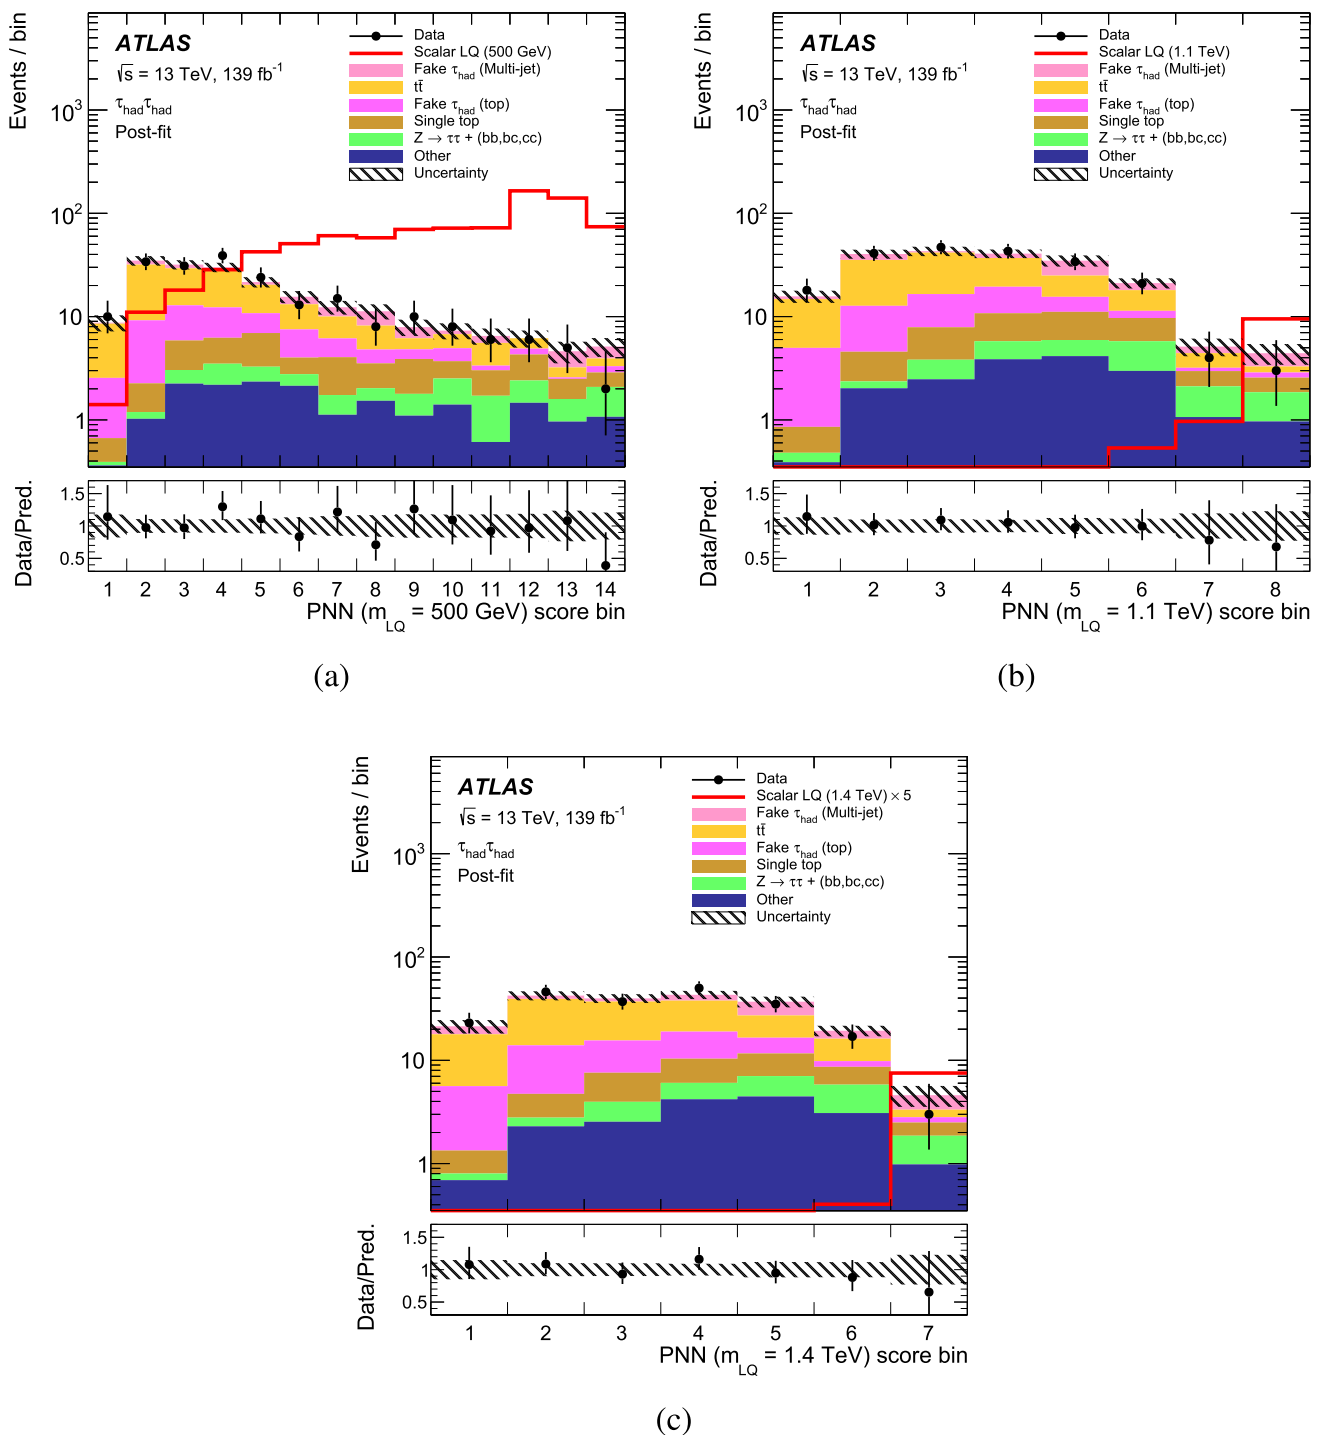 Events / bin
10³
10²
10
1
ATLAS
√s = 13 TeV, 139 fb⁻¹
τhadτhad
Post-fit
Data
Scalar LQ (500 GeV)
Fake τhad (Multi-jet)
tt̄
Fake τhad (top)
Single top
Z → ττ + (bb,bc,cc)
Other
Uncertainty
Data/Pred.
1.5
1
0.5
1 2 3 4 5 6 7 8 9 10 11 12 13 14
PNN (mLQ = 500 GeV) score bin
(a)
Events / bin
10³
10²
10
1
ATLAS
√s = 13 TeV, 139 fb⁻¹
τhadτhad
Post-fit
Data
Scalar LQ (1.1 TeV)
Fake τhad (Multi-jet)
tt̄
Fake τhad (top)
Single top
Z → ττ + (bb,bc,cc)
Other
Uncertainty
Data/Pred.
1.5
1
0.5
1 2 3 4 5 6 7 8
PNN (mLQ = 1.1 TeV) score bin
(b)
Events / bin
10³
10²
10
1
ATLAS
√s = 13 TeV, 139 fb⁻¹
τhadτhad
Post-fit
Data
Scalar LQ (1.4 TeV) × 5
Fake τhad (Multi-jet)
tt̄
Fake τhad (top)
Single top
Z → ττ + (bb,bc,cc)
Other
Uncertainty
Data/Pred.
1.5
1
0.5
1 2 3 4 5 6 7
PNN (mLQ = 1.4 TeV) score bin
(c)